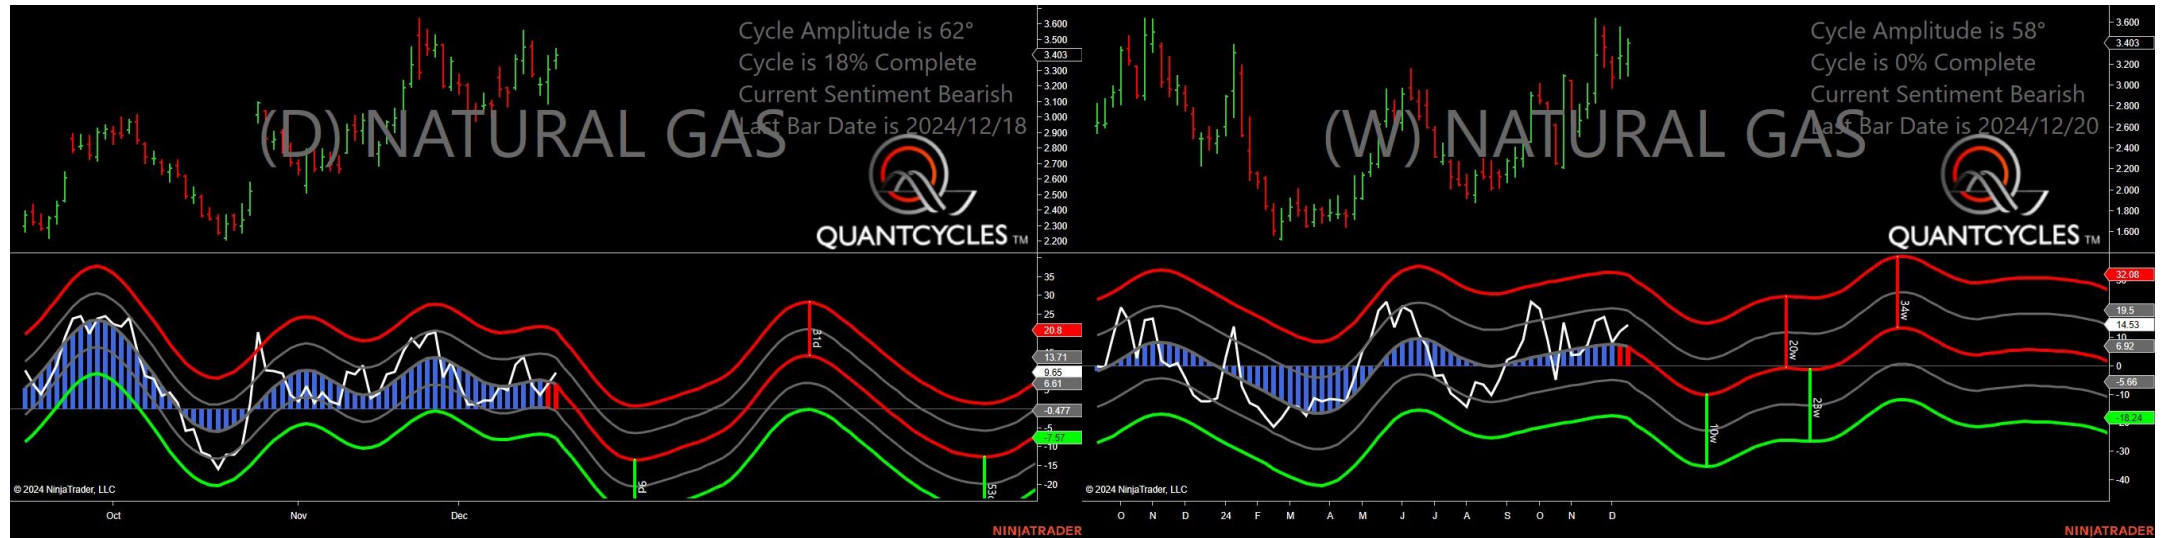 Cycle Amplitude is 62°
Cycle is 18% Complete
Current Sentiment Bearish
Last Bar Date is 2024/12/18
(D) NATURAL GAS
QUANTCYCLES TM
3.600
3.500
3.403
3.300
3.200
3.100
3.000
2.900
2.800
2.700
2.600
2.500
2.400
2.300
2.200
35
30
25
20.8
15
13.71
9.65
6.61
5
-0.477
-5
-7.57
-10
-15
-20
31d
9d
53d
© 2024 NinjaTrader, LLC
Oct Nov Dec
NINJATRADER
Cycle Amplitude is 58°
Cycle is 0% Complete
Current Sentiment Bearish
Last Bar Date is 2024/12/20
(W) NATURAL GAS
QUANTCYCLES TM
3.600
3.403
3.200
3.000
2.800
2.600
2.400
2.200
2.000
1.800
1.600
32.08
30
19.5
14.53
10
6.92
0
-5.66
-10
-18.24
-30
-40
10w
20w
23w
34w
© 2024 NinjaTrader, LLC
O N D 24 F M A M J J A S O N D
NINJATRADER